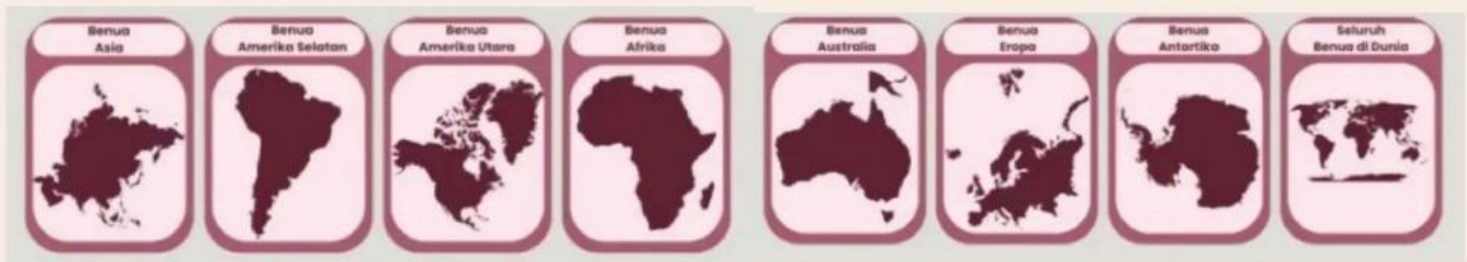 Benua
Asia
Benua
Amerika Selatan
Benua
Amerika Utara
Benua
Afrika
Benua
Australia
Benua
Eropa
Benua
Antartika
Seluruh
Benua di Dunia